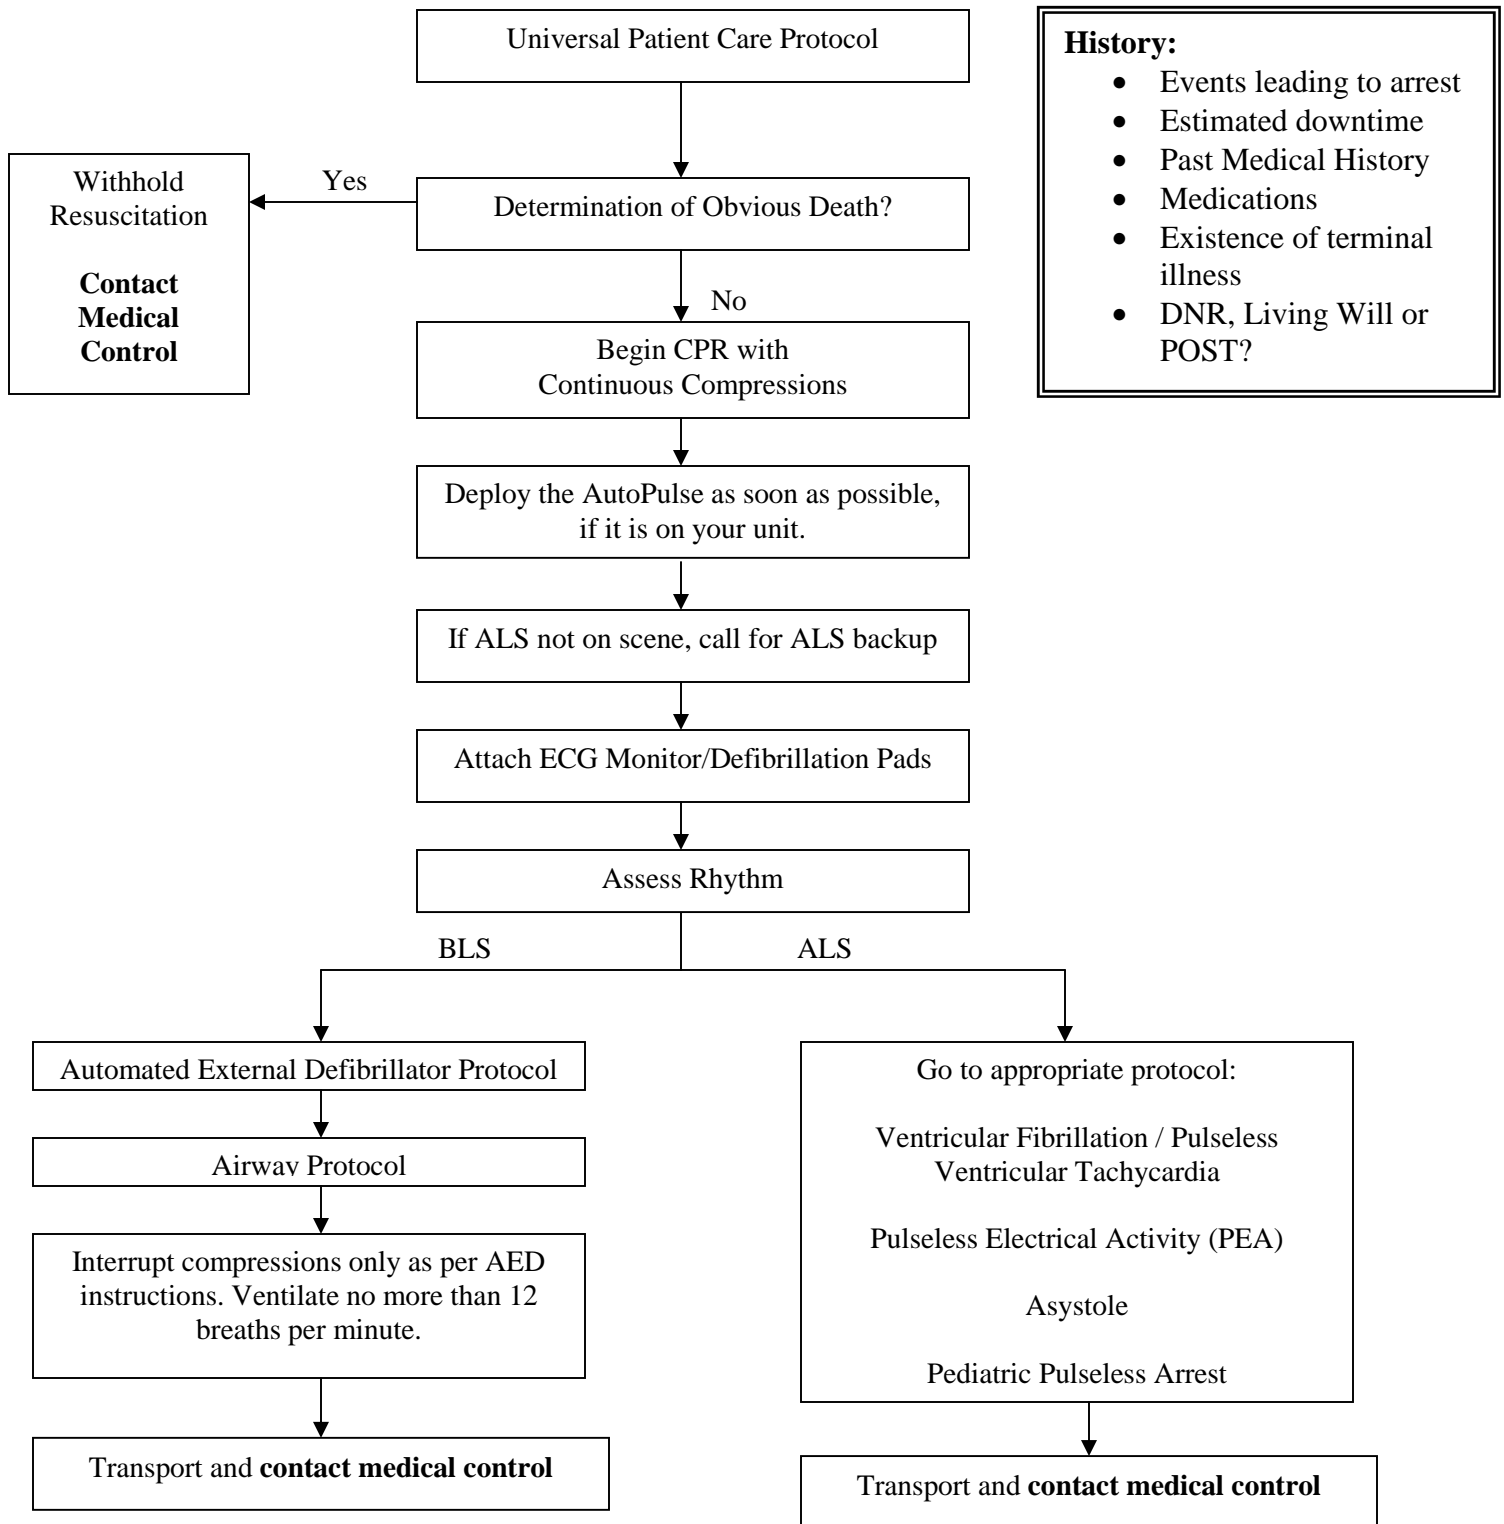 Universal Patient Care Protocol
History:
• Events leading to arrest
• Estimated downtime
• Past Medical History
• Medications
• Existence of terminal
illness
• DNR, Living Will or
POST?
Withhold
Resuscitation
Contact
Medical
Control
Yes
Determination of Obvious Death?
No
Begin CPR with
Continuous Compressions
Deploy the AutoPulse as soon as possible,
if it is on your unit.
If ALS not on scene, call for ALS backup
Attach ECG Monitor/Defibrillation Pads
Assess Rhythm
BLS
ALS
Automated External Defibrillator Protocol
Airway Protocol
Interrupt compressions only as per AED
instructions. Ventilate no more than 12
breaths per minute.
Transport and contact medical control
Go to appropriate protocol:
Ventricular Fibrillation / Pulseless
Ventricular Tachycardia
Pulseless Electrical Activity (PEA)
Asystole
Pediatric Pulseless Arrest
Transport and contact medical control